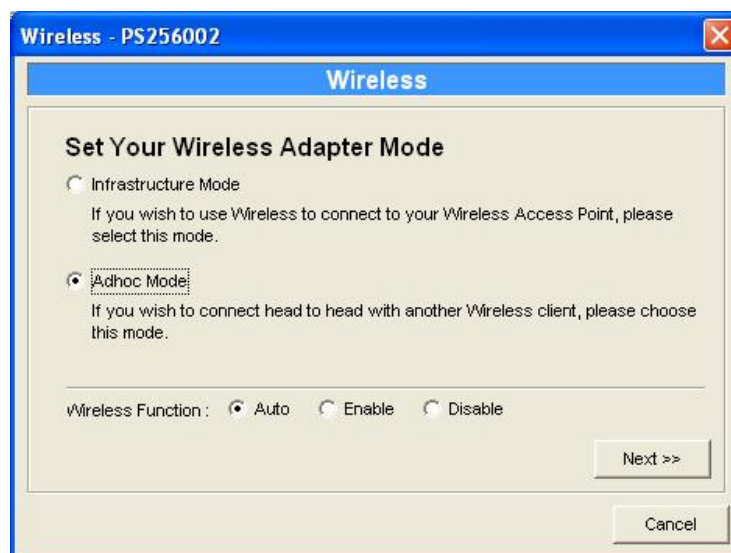 Wireless - PS256002
Wireless
Set Your Wireless Adapter Mode
Infrastructure Mode
If you wish to use Wireless to connect to your Wireless Access Point, please
select this mode.
Adhoc Mode
If you wish to connect head to head with another Wireless client, please choose
this mode.
Wireless Function : Auto Enable Disable
Next >>
Cancel